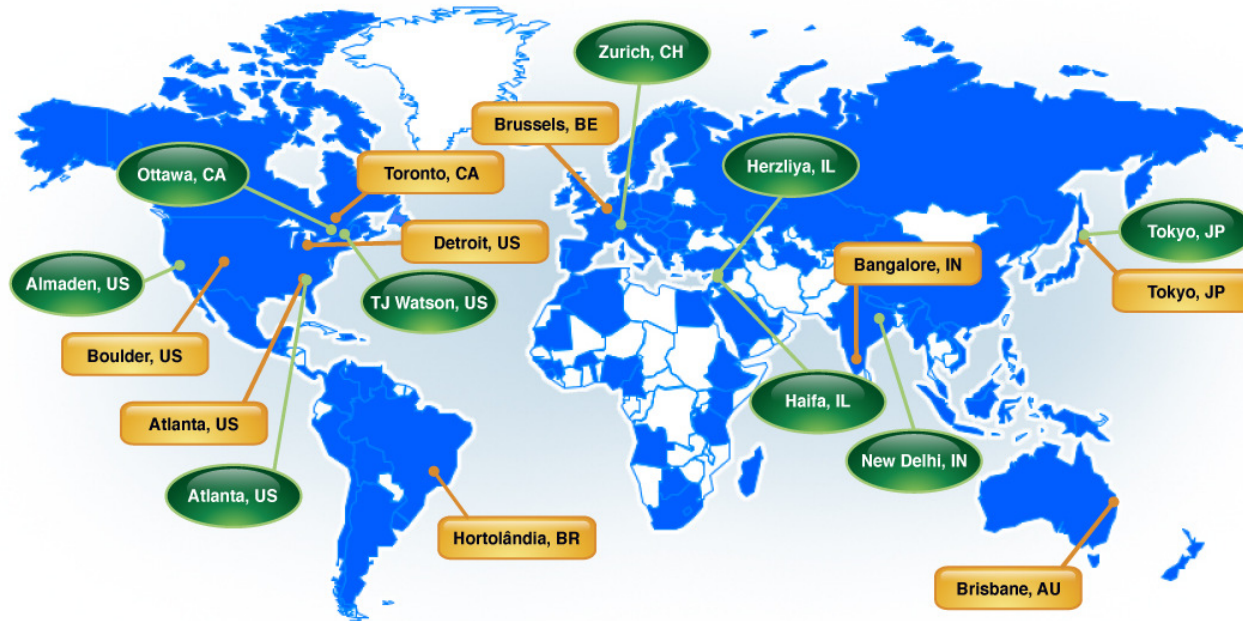 Zurich, CH
Brussels, BE
Ottawa, CA
Toronto, CA
Herzliya, IL
Detroit, US
Tokyo, JP
Almaden, US
TJ Watson, US
Bangalore, IN
Tokyo, JP
Boulder, US
Atlanta, US
Haifa, IL
New Delhi, IN
Atlanta, US
Hortolândia, BR
Brisbane, AU